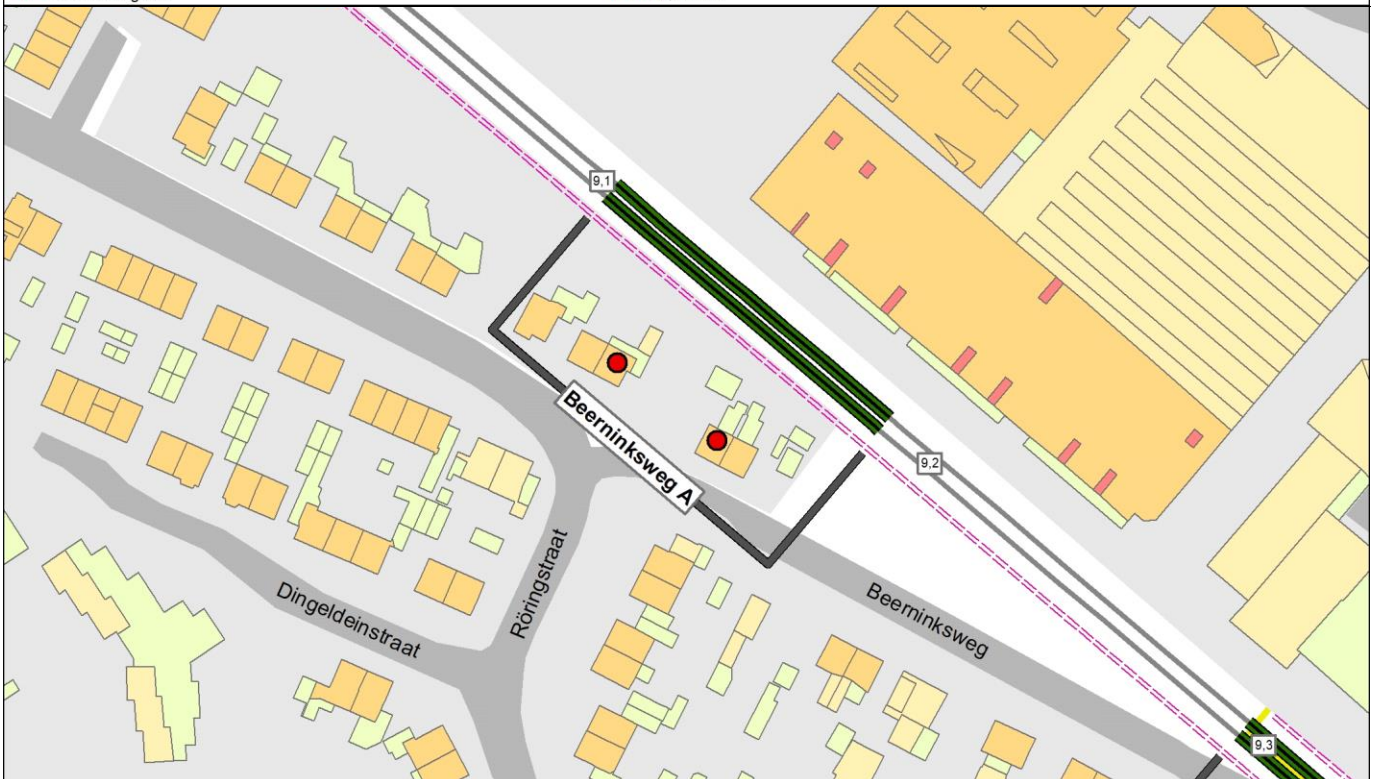 9,1
Beerninksweg A
9,2
Röringstraat
Dingeldeinstraat
Beerninksweg
9,3